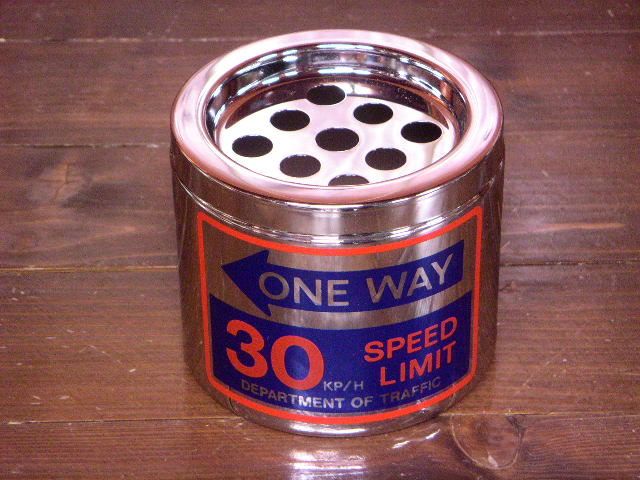 ONE WAY
30 KP/H SPEED LIMIT
DEPARTMENT OF TRAFFIC